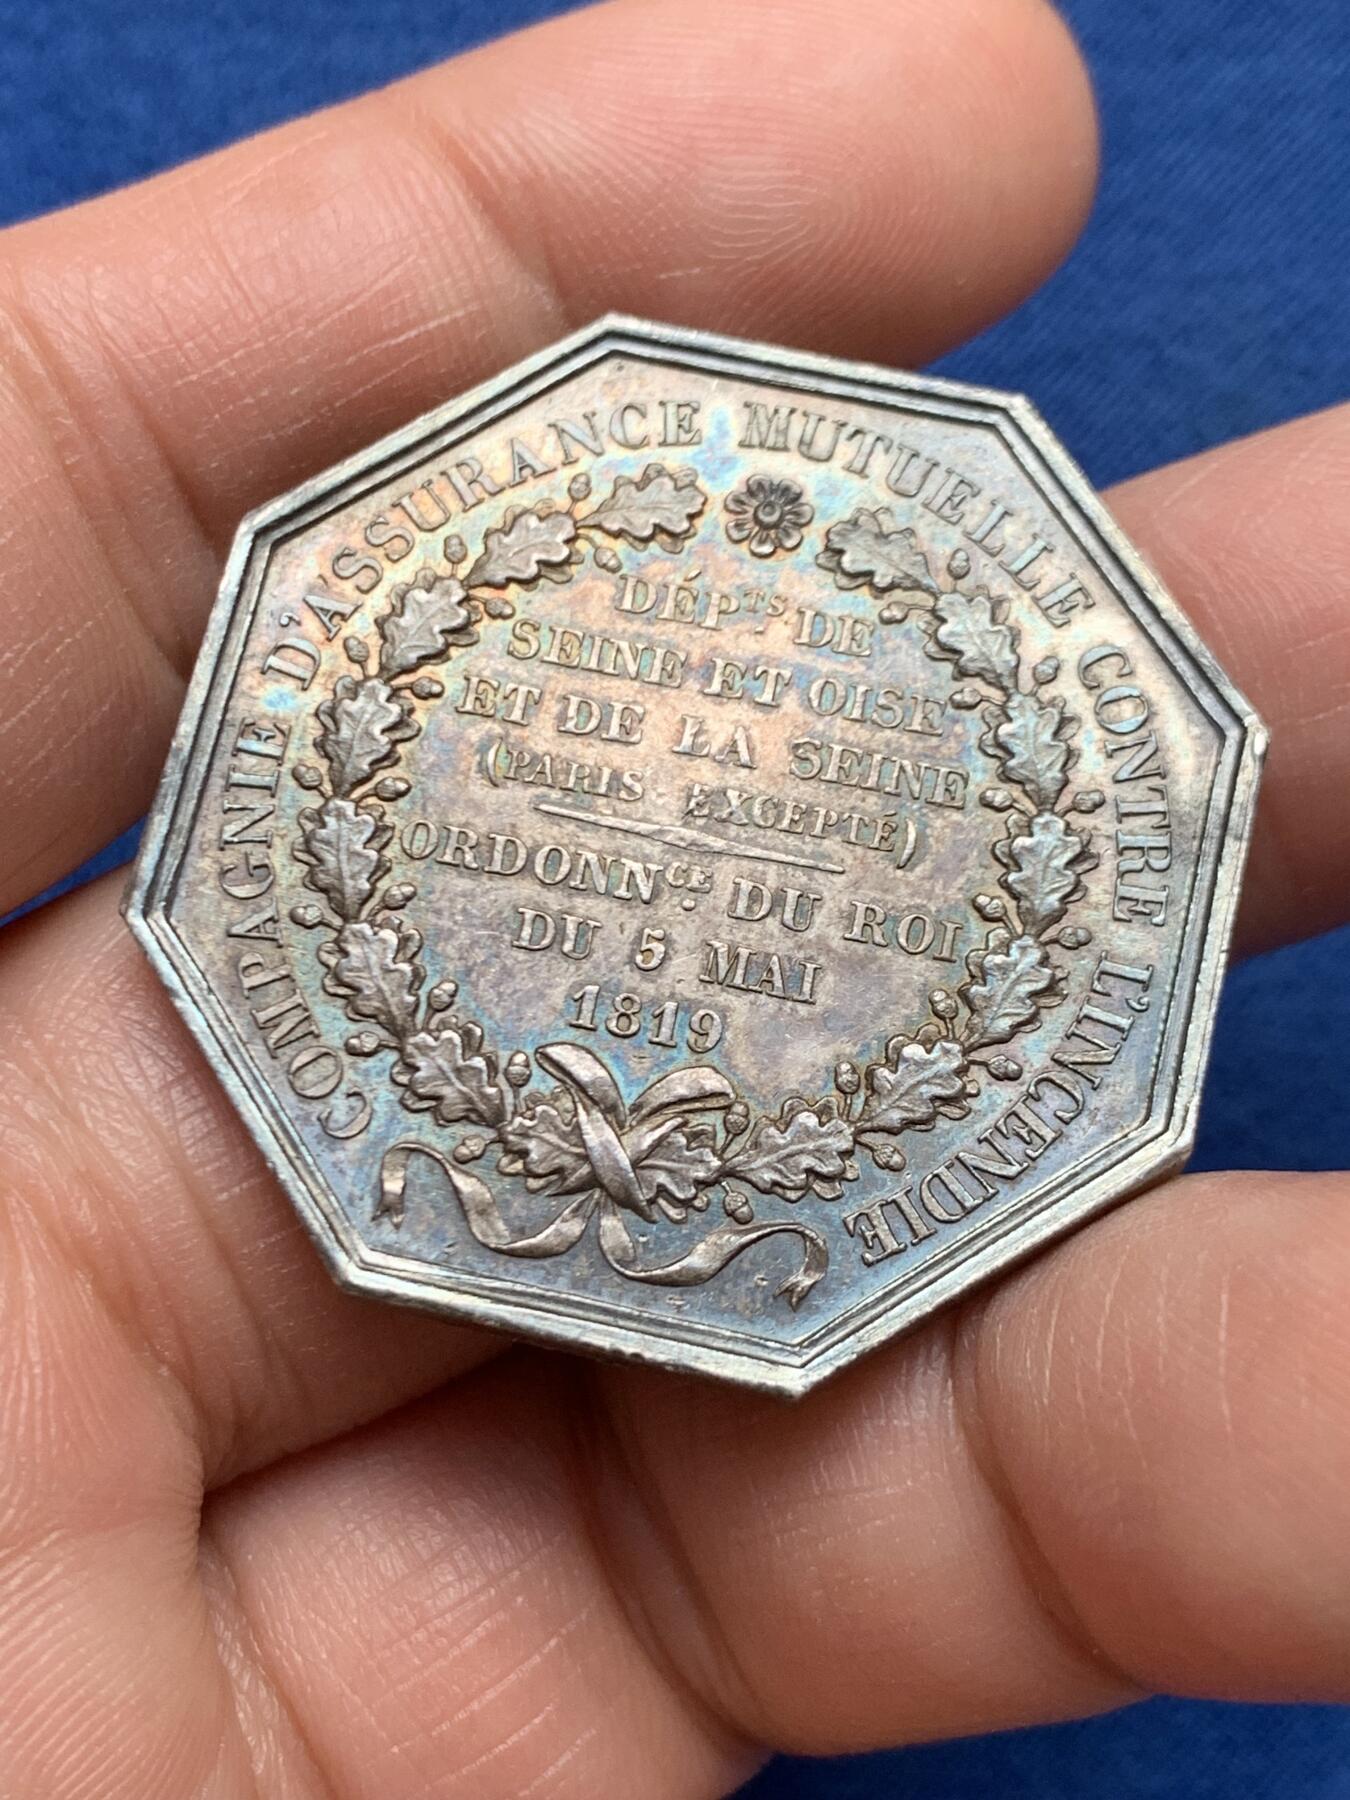 COMPAGNIE D'ASSURANCE MUTUELLE CONTRE L'INCENDIE
DÉPTS. DE
SEINE ET OISE
ET DE LA SEINE
(PARIS EXCEPTÉ)
ORDONNCE. DU ROI
DU 5 MAI
1819